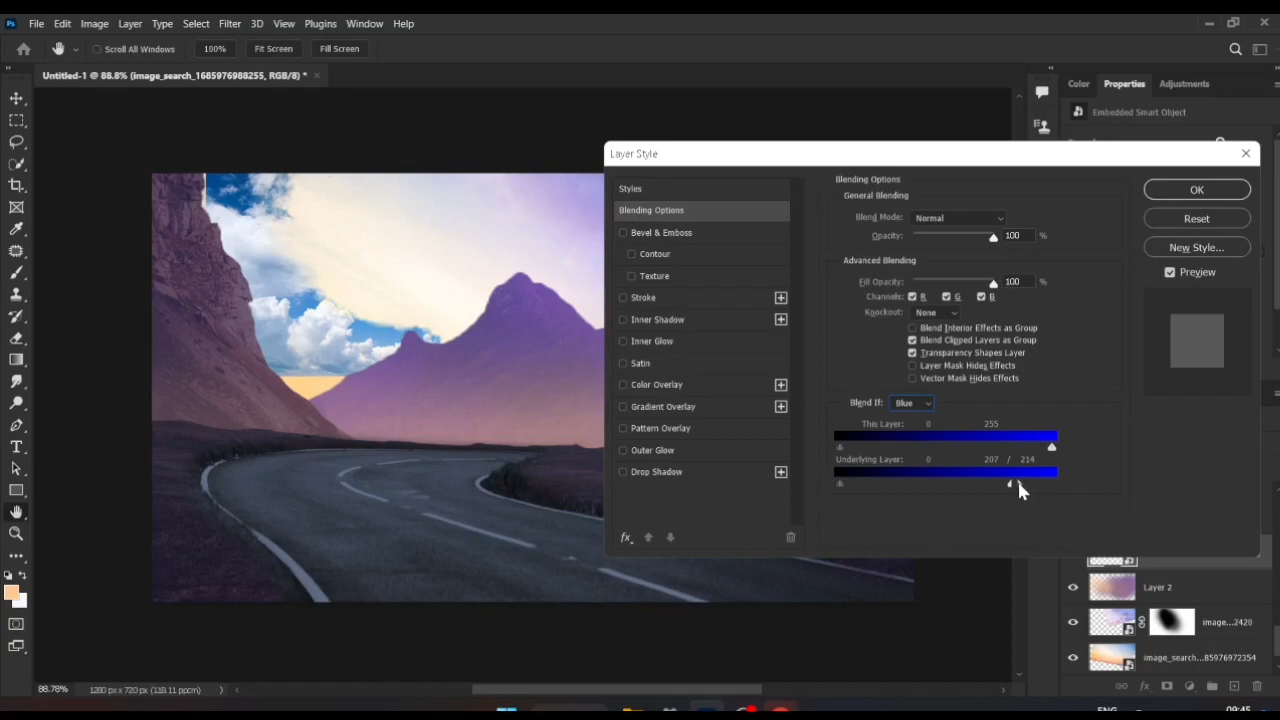 Ps File Edit Image Layer Type Select Filter 3D View Plugins Window Help
Scroll All Windows 100% Fit Screen Fill Screen
Untitled-1 @ 88.8% (image_search_1685976988255, RGB/8) *
Color Properties Adjustments
Embedded Smart Object
Layer Style
Styles
Blending Options
Bevel & Emboss
Contour
Texture
Stroke
Inner Shadow
Inner Glow
Satin
Color Overlay
Gradient Overlay
Pattern Overlay
Outer Glow
Drop Shadow
fx
Blending Options
General Blending
Blend Mode: Normal
Opacity: 100 %
Advanced Blending
Fill Opacity: 100 %
Channels: R G B
Knockout: None
Blend Interior Effects as Group
Blend Clipped Layers as Group
Transparency Shapes Layer
Layer Mask Hides Effects
Vector Mask Hides Effects
Blend If: Blue
This Layer: 0 255
Underlying Layer: 0 207 / 214
OK
Reset
New Style...
Preview
Layer 2
image...2420
image_search...85976972354
fx
88.78% 1280 px x 720 px (118.11 ppcm)
ENG 09:45